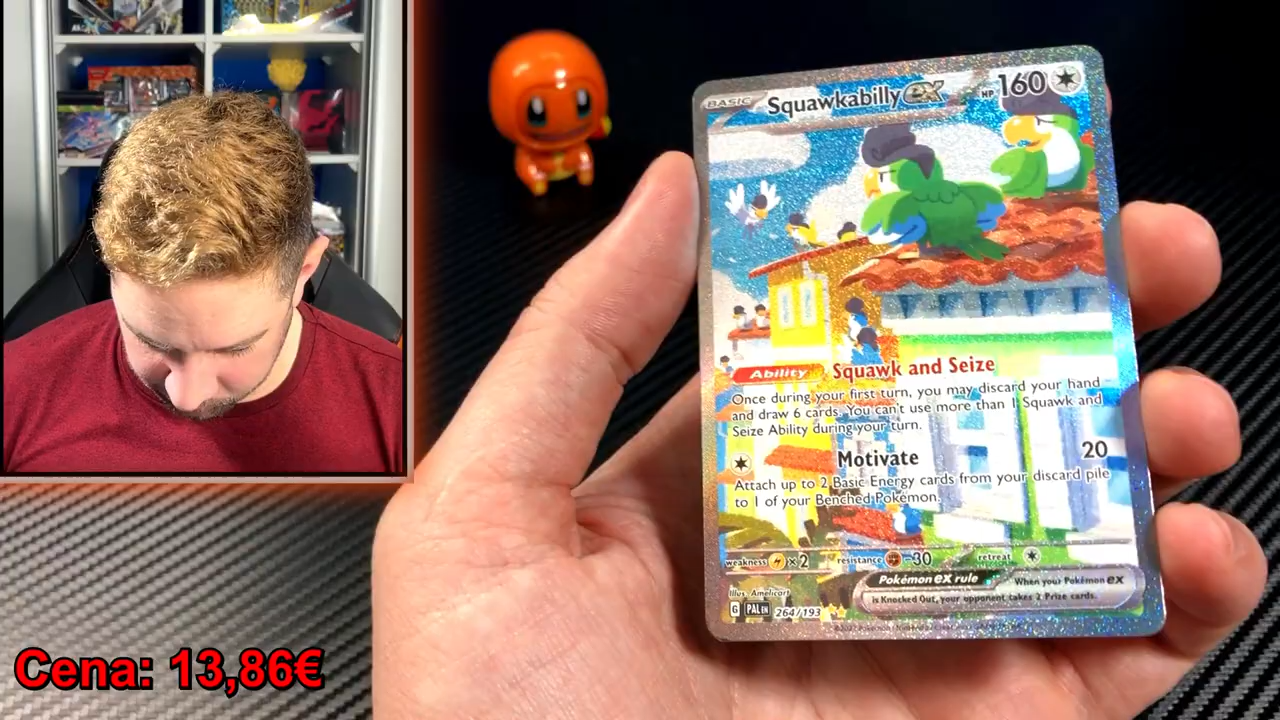 BASIC
Squawkabilly ex HP 160
Ability Squawk and Seize
Once during your first turn, you may discard your hand
and draw 6 cards. You can't use more than 1 Squawk and
Seize Ability during your turn.
Motivate 20
Attach up to 2 Basic Energy cards from your discard pile
to 1 of your Benched Pokémon.
weakness ×2 resistance -30 retreat
Pokémon ex rule When your Pokémon ex
is Knocked Out, your opponent takes 2 Prize cards.
Illus. Amelicart
G PAL EN 264/193
Cena: 13,86€